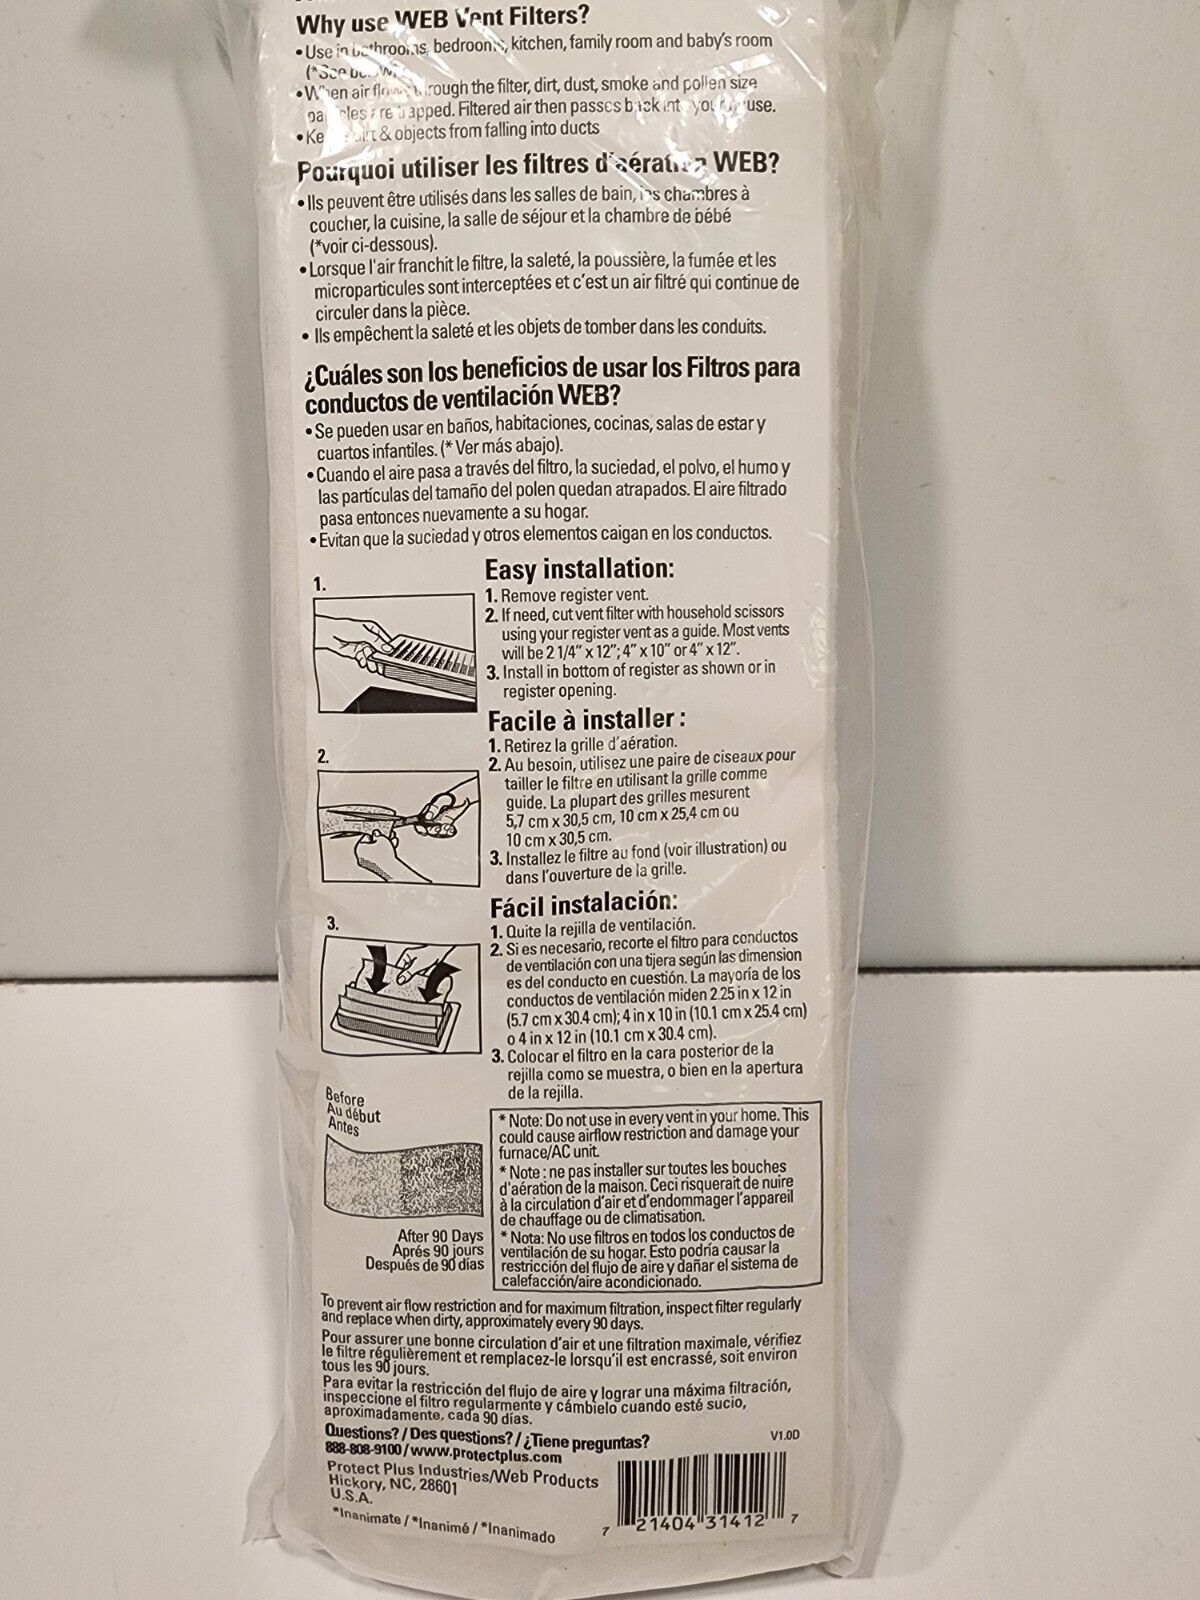 Why use WEB Vent Filters?
• Use in bathrooms, bedrooms, kitchen, family room and baby's room
(*See
• When air flows through the filter, dirt, dust, smoke and pollen size
particles are trapped. Filtered air then passes back into your house.
• & objects from falling into ducts
Pourquoi utiliser les filtres d'aération WEB?
• Ils peuvent être utilisés dans les salles de bain, les chambres à
coucher, la cuisine, la salle de séjour et la chambre de bébé
(*voir ci-dessous).
• Lorsque l'air franchit le filtre, la saleté, la poussière, la fumée et les
microparticules sont interceptées et c'est un air filtré qui continue de
circuler dans la pièce.
• Ils empêchent la saleté et les objets de tomber dans les conduits.
¿Cuáles son los beneficios de usar los Filtros para
conductos de ventilación WEB?
• Se pueden usar en baños, habitaciones, cocinas, salas de estar y
cuartos infantiles. (* Ver más abajo).
• Cuando el aire pasa a través del filtro, la suciedad, el polvo, el humo y
las partículas del tamaño del polen quedan atrapados. El aire filtrado
pasa entonces nuevamente a su hogar.
• Evitan que la suciedad y otros elementos caigan en los conductos.
1.
Easy installation:
1. Remove register vent.
2. If need, cut vent filter with household scissors
using your register vent as a guide. Most vents
will be 2 1/4" x 12"; 4" x 10" or 4" x 12".
3. Install in bottom of register as shown or in
register opening.
2.
Facile à installer :
1. Retirez la grille d'aération.
2. Au besoin, utilisez une paire de ciseaux pour
tailler le filtre en utilisant la grille comme
guide. La plupart des grilles mesurent
5,7 cm x 30,5 cm, 10 cm x 25,4 cm ou
10 cm x 30,5 cm.
3. Installez le filtre au fond (voir illustration) ou
dans l'ouverture de la grille.
3.
Fácil instalación:
1. Quite la rejilla de ventilación.
2. Si es necesario, recorte el filtro para conductos
de ventilación con una tijera según las dimension
es del conducto en cuestión. La mayoría de los
conductos de ventilación miden 2.25 in x 12 in
(5.7 cm x 30.4 cm); 4 in x 10 in (10.1 cm x 25.4 cm)
o 4 in x 12 in (10.1 cm x 30.4 cm).
3. Colocar el filtro en la cara posterior de la
rejilla como se muestra, o bien en la apertura
de la rejilla.
Before
Au début
Antes
After 90 Days
Aprés 90 jours
Después de 90 días
* Note: Do not use in every vent in your home. This
could cause airflow restriction and damage your
furnace/AC unit.
* Note : ne pas installer sur toutes les bouches
d'aération de la maison. Ceci risquerait de nuire
à la circulation d'air et d'endommager l'appareil
de chauffage ou de climatisation.
* Nota: No use filtros en todos los conductos de
ventilación de su hogar. Esto podría causar la
restricción del flujo de aire y dañar el sistema de
calefacción/aire acondicionado.
To prevent air flow restriction and for maximum filtration, inspect filter regularly
and replace when dirty, approximately every 90 days.
Pour assurer une bonne circulation d'air et une filtration maximale, vérifiez
le filtre régulièrement et remplacez-le lorsqu'il est encrassé, soit environ
tous les 90 jours.
Para evitar la restricción del flujo de aire y lograr una máxima filtración,
inspeccione el filtro regularmente y cámbielo cuando esté sucio,
aproximadamente, cada 90 días.
Questions? / Des questions? / ¿Tiene preguntas?
888-808-9100 / www.protectplus.com
V1.0D
Protect Plus Industries/Web Products
Hickory, NC, 28601
U.S.A.
*Inanimate / *Inanimé / *Inanimado
7 21404 31412 7